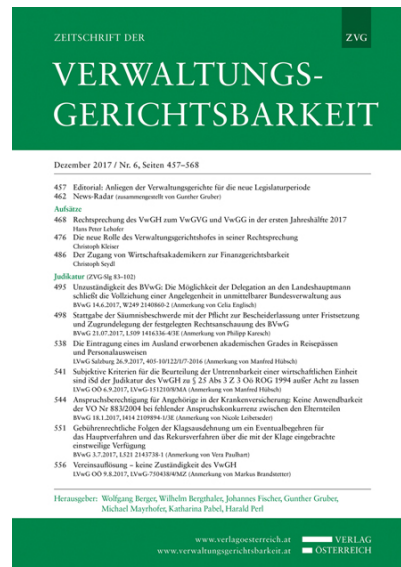 ZEITSCHRIFT DER
ZVG
VERWALTUNGS-
GERICHTSBARKEIT
Dezember 2017 / Nr. 6, Seiten 457–568
457 Editorial: Anliegen der Verwaltungsgerichte für die neue Legislaturperiode
462 News-Radar (zusammengestellt von Gunther Gruber)
Aufsätze
468 Rechtsprechung des VwGH zum VwGVG und VwGG in der ersten Jahreshälfte 2017
Hans Peter Lehofer
476 Die neue Rolle des Verwaltungsgerichtshofes in seiner Rechtsprechung
Christoph Kleiser
486 Der Zugang von Wirtschaftsakademikern zur Finanzgerichtsbarkeit
Christoph Seydl
Judikatur (ZVG-Slg 83–102)
495 Unzuständigkeit des BVwG: Die Möglichkeit der Delegation an den Landeshauptmann
schließt die Vollziehung einer Angelegenheit in unmittelbarer Bundesverwaltung aus
BVwG 14.6.2017, W249 2140860-2 (Anmerkung von Celia Englisch)
498 Stattgabe der Säumnisbeschwerde mit der Pflicht zur Bescheiderlassung unter Fristsetzung
und Zugrundelegung der festgelegten Rechtsanschauung des BVwG
BVwG 21.07.2017, L509 1416336-4/3E (Anmerkung von Philipp Karosch)
538 Die Eintragung eines im Ausland erworbenen akademischen Grades in Reisepässen
und Personalausweisen
LVwG Salzburg 26.9.2017, 405-10/122/1/7-2016 (Anmerkung von Manfred Hübsch)
541 Subjektive Kriterien für die Beurteilung der Untrennbarkeit einer wirtschaftlichen Einheit
sind iSd der Judikatur des VwGH zu § 25 Abs 3 Z 3 Oö ROG 1994 außer Acht zu lassen
LVwG OÖ 6.9.2017, LVwG-151210/8/MA (Anmerkung von Manfred Hübsch)
544 Anspruchsberechtigung für Angehörige in der Krankenversicherung: Keine Anwendbarkeit
der VO Nr 883/2004 bei fehlender Anspruchskonkurrenz zwischen den Elternteilen
BVwG 18.1.2017, I414 2109894-1/3E (Anmerkung von Nicole Leitenseder)
551 Gebührenrechtliche Folgen der Klagsausdehnung um ein Eventualbegehren für
das Hauptverfahren und das Rekursverfahren über die mit der Klage eingebrachte
einstweilige Verfügung
BVwG 3.7.2017, L521 2143738-1 (Anmerkung von Vera Paulhart)
556 Vereinsauflösung – keine Zuständigkeit des VwGH
LVwG OÖ 9.8.2017, LVwG-750438/4/MZ (Anmerkung von Markus Brandstetter)
Herausgeber: Wolfgang Berger, Wilhelm Bergthaler, Johannes Fischer, Gunther Gruber,
Michael Mayrhofer, Katharina Pabel, Harald Perl
www.verlagoesterreich.at
www.verwaltungsgerichtsbarkeit.at
VERLAG
ÖSTERREICH